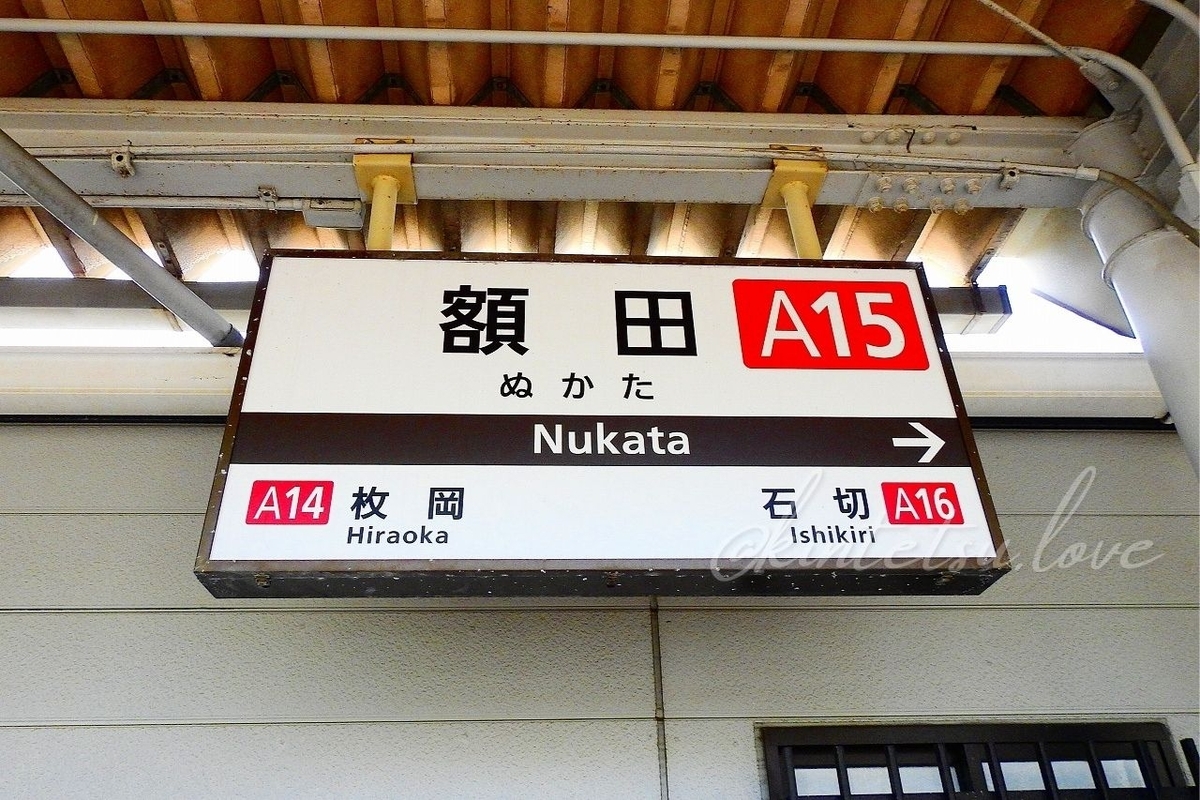 額田 A15
ぬかた
Nukata →
A14 枚岡 石切 A16
Hiraoka Ishikiri
@kintetsu.love